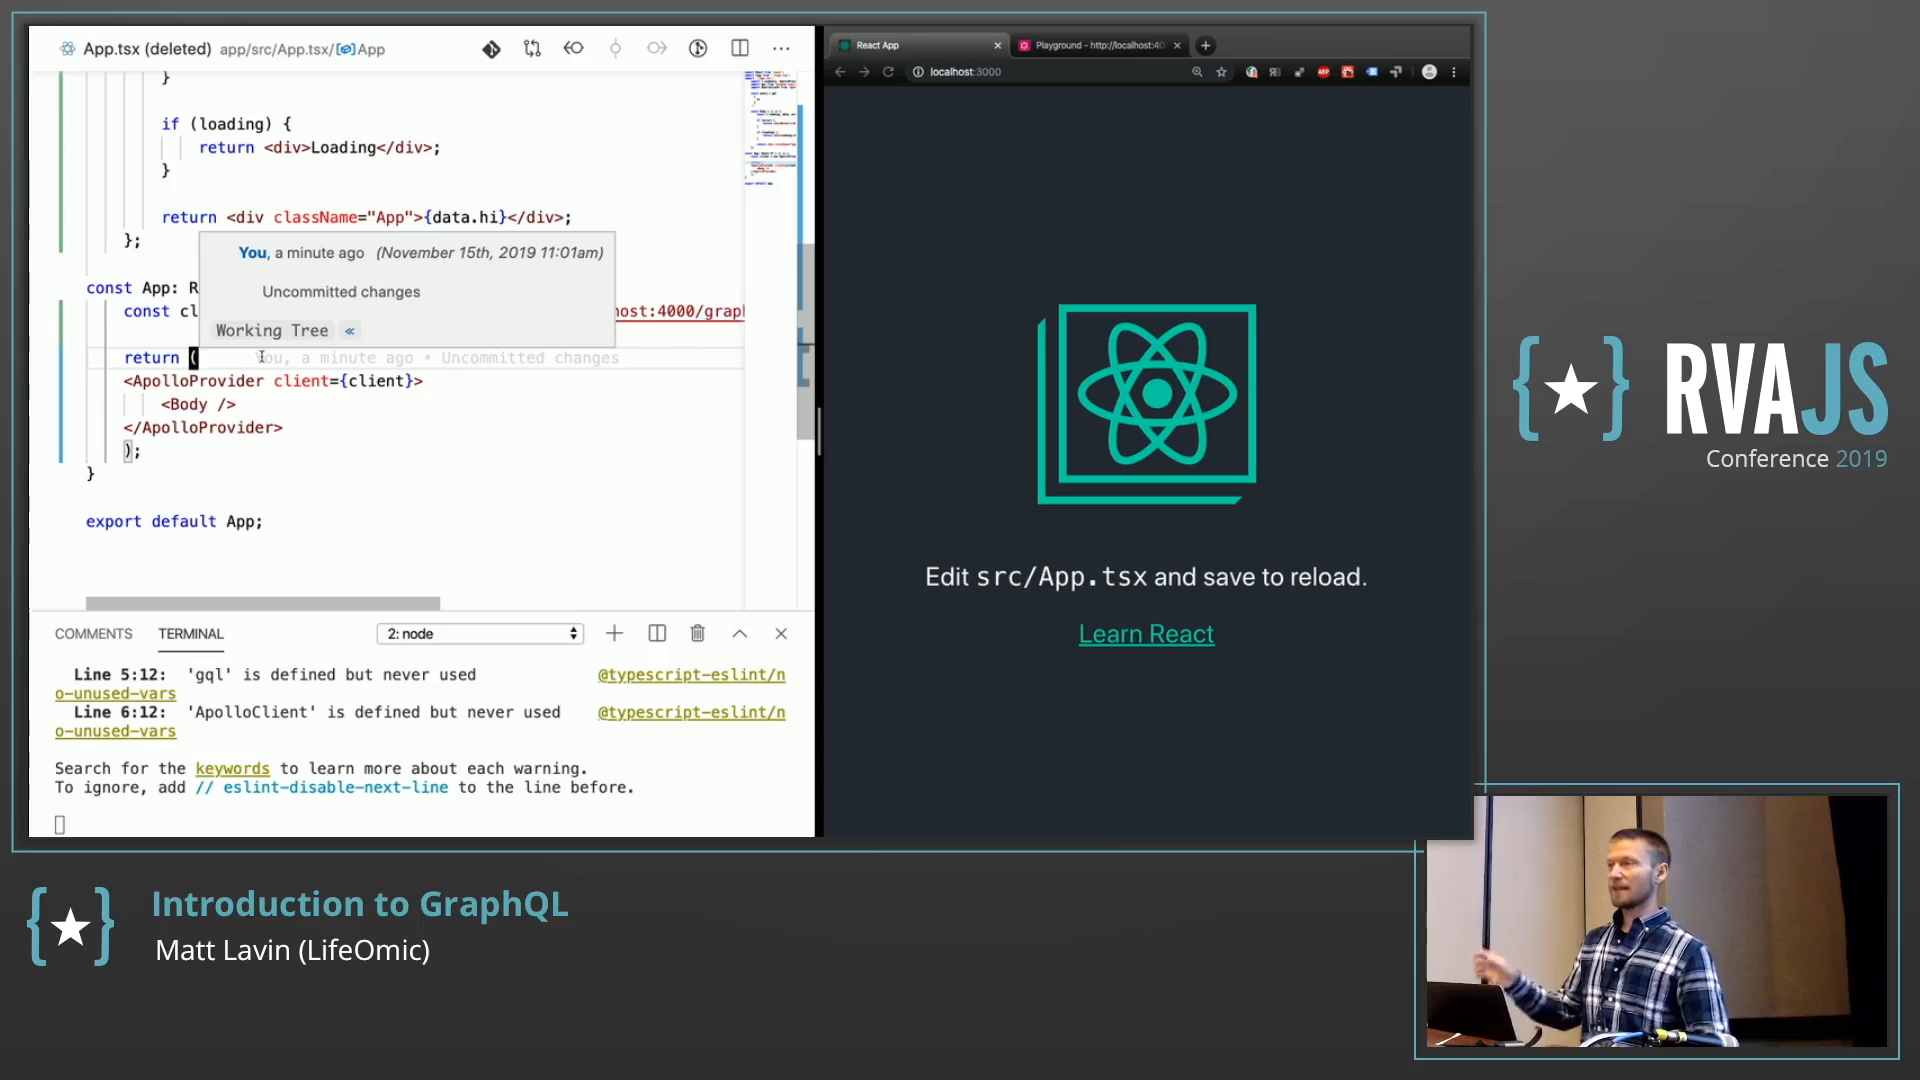 App.tsx (deleted) app/src/App.tsx/App
}
if (loading) {
return <div>Loading</div>;
}
return <div className="App">{data.hi}</div>;
};
You, a minute ago (November 15th, 2019 11:01am)
Uncommitted changes
Working Tree «
const App: R
const cl
host:4000/grap
return ( You, a minute ago • Uncommitted changes
<ApolloProvider client={client}>
<Body />
</ApolloProvider>
);
}
export default App;
COMMENTS TERMINAL 2: node
Line 5:12: 'gql' is defined but never used @typescript-eslint/n
o-unused-vars
Line 6:12: 'ApolloClient' is defined but never used @typescript-eslint/n
o-unused-vars
Search for the keywords to learn more about each warning.
To ignore, add // eslint-disable-next-line to the line before.
React App
Playground - http://localhost:40
localhost:3000
ABP
Edit src/App.tsx and save to reload.
Learn React
RVAJS
Conference 2019
Introduction to GraphQL
Matt Lavin (LifeOmic)